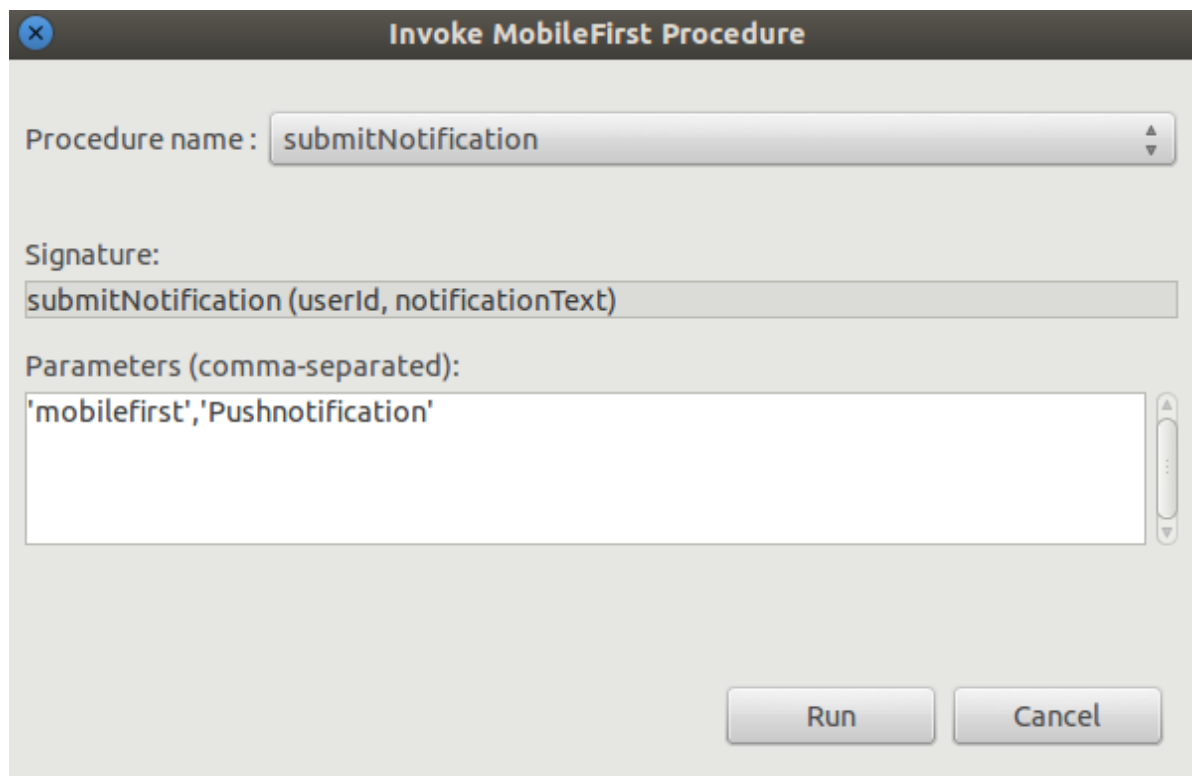 Invoke MobileFirst Procedure
Procedure name : submitNotification
Signature:
submitNotification (userId, notificationText)
Parameters (comma-separated):
'mobilefirst','Pushnotification'
Run Cancel